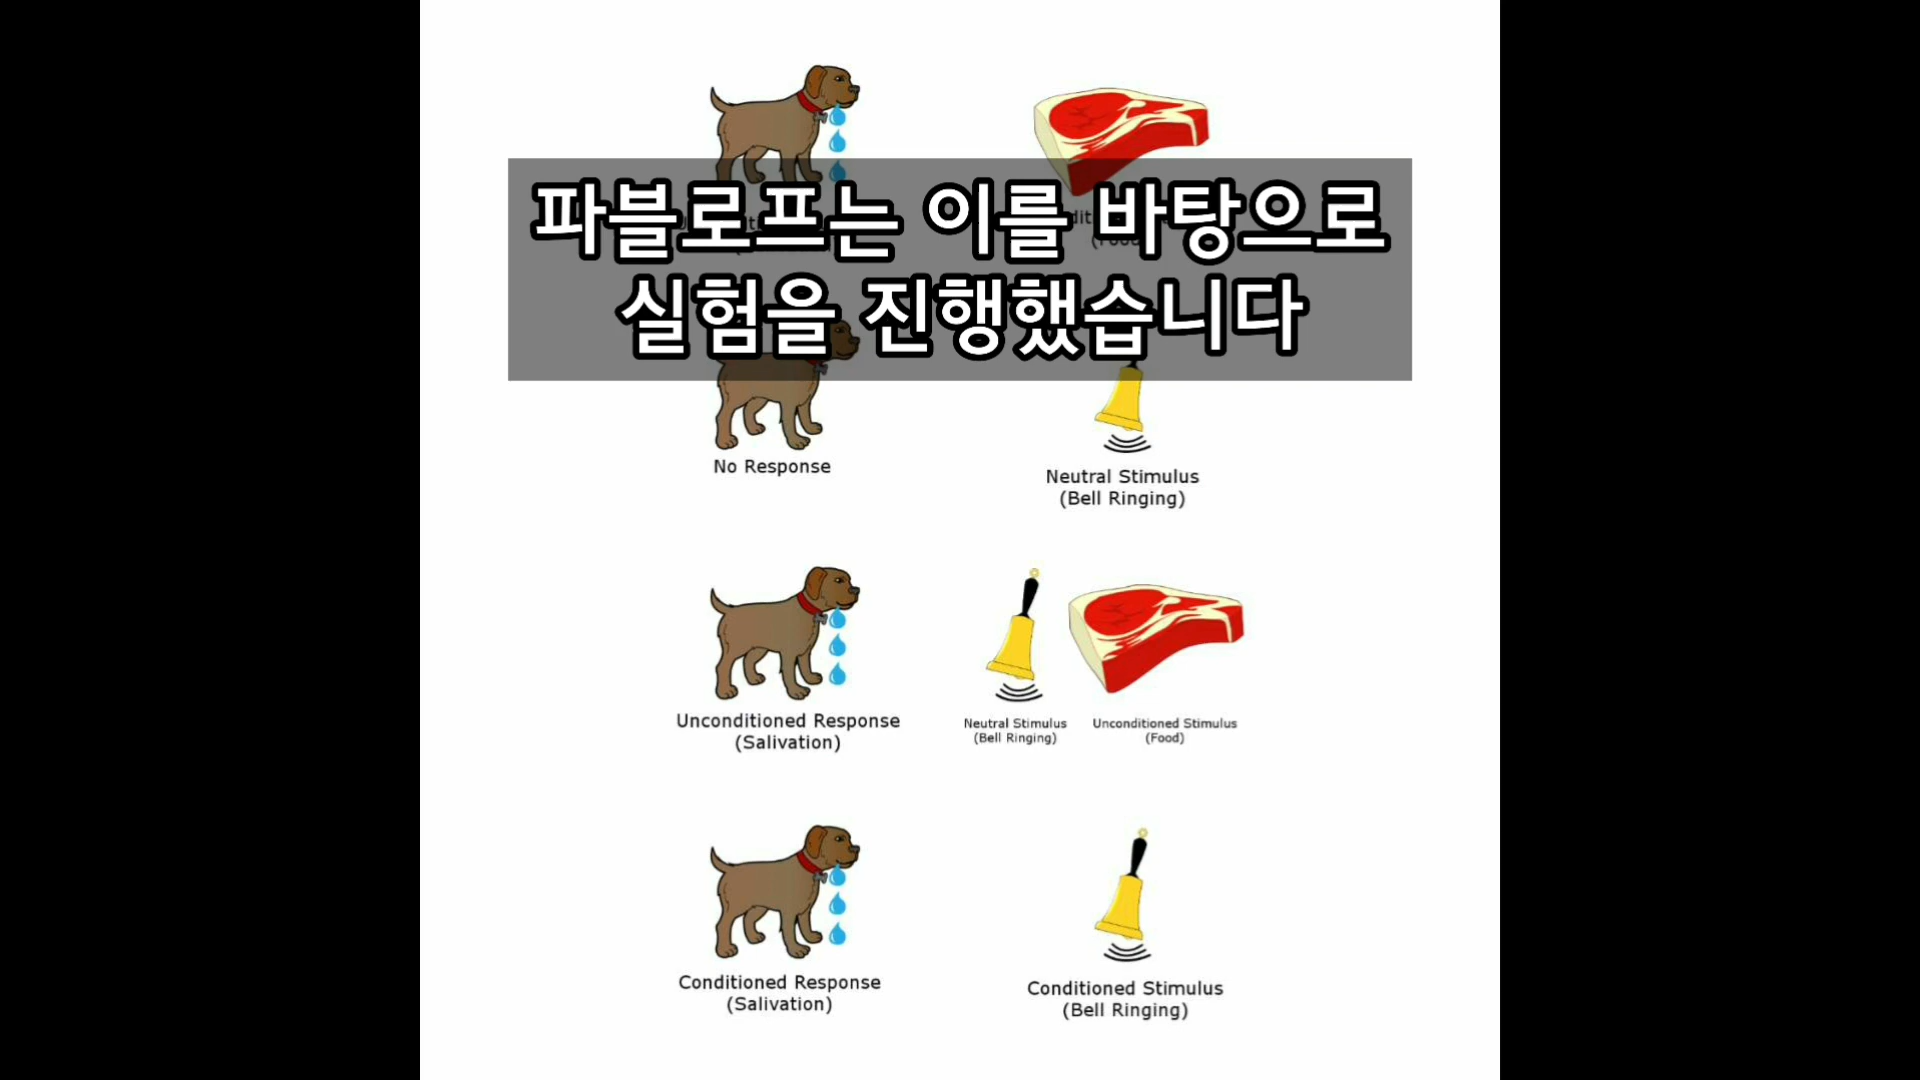 파블로프는 이를 바탕으로
실험을 진행했습니다
No Response
Neutral Stimulus
(Bell Ringing)
Unconditioned Response
(Salivation)
Neutral Stimulus
(Bell Ringing)
Unconditioned Stimulus
(Food)
Conditioned Response
(Salivation)
Conditioned Stimulus
(Bell Ringing)